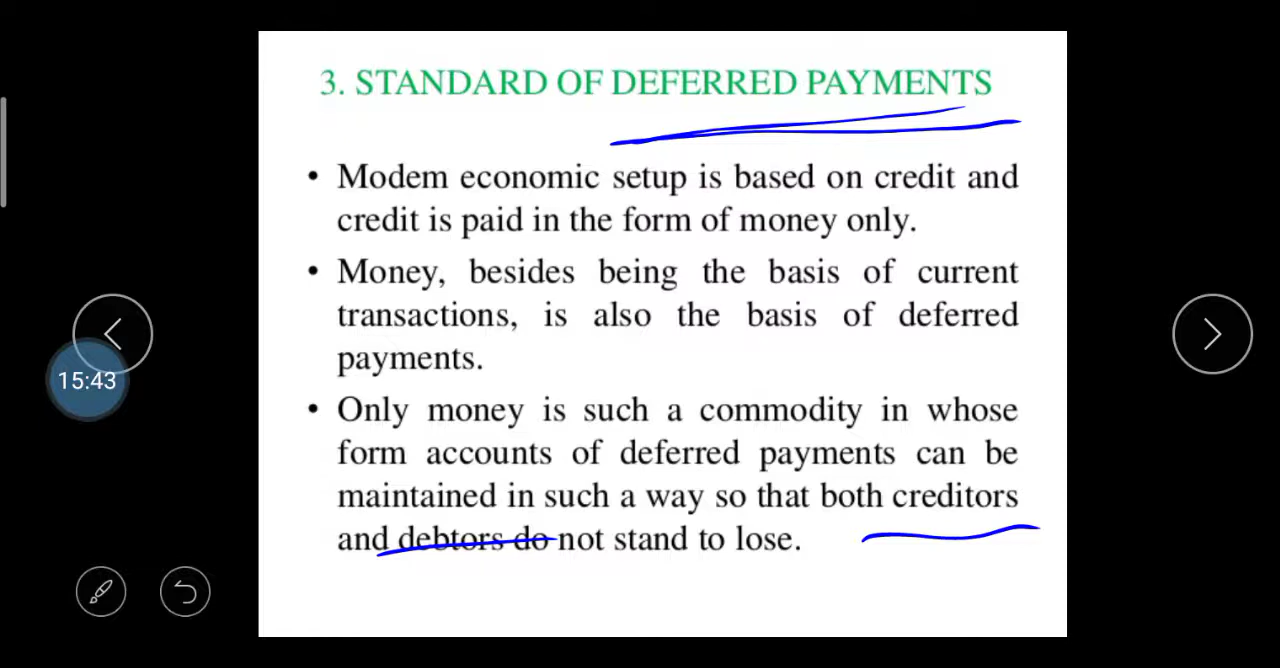 3. STANDARD OF DEFERRED PAYMENTS
• Modem economic setup is based on credit and
credit is paid in the form of money only.
• Money, besides being the basis of current
transactions, is also the basis of deferred
payments.
15:43
• Only money is such a commodity in whose
form accounts of deferred payments can be
maintained in such a way so that both creditors
and debtors do not stand to lose.